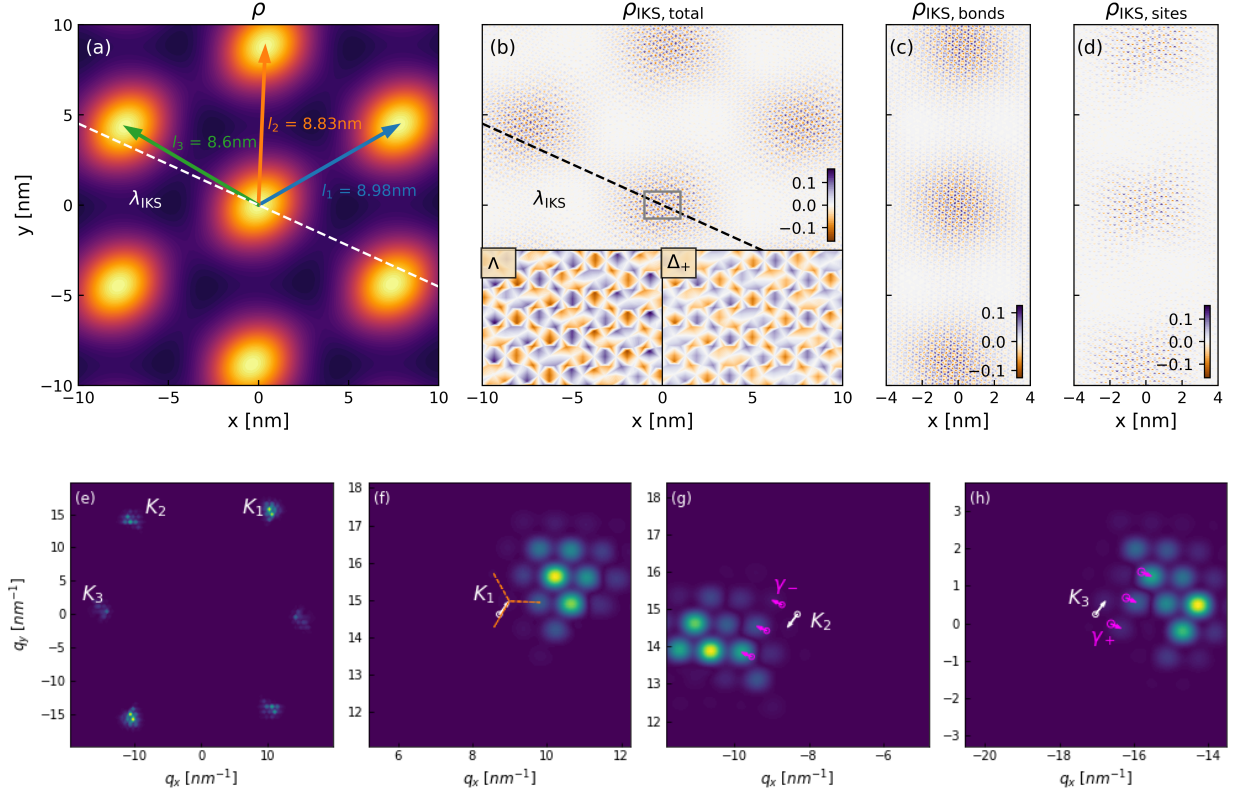 ρ
(a)
l₂ = 8.83nm
l₃ = 8.6nm
l₁ = 8.98nm
λIKS
10
5
0
−5
−10
y [nm]
−10 −5 0 5 10
x [nm]
ρIKS, total
(b)
λIKS
0.1
0.0
−0.1
Λ
Δ₊
−10 −5 0 5 10
x [nm]
ρIKS, bonds
(c)
0.1
0.0
−0.1
−4 −2 0 2 4
x [nm]
ρIKS, sites
(d)
0.1
0.0
−0.1
−4 −2 0 2 4
x [nm]
(e)
K₂
K₁
K₃
15
10
5
0
−5
−10
−15
qy [nm⁻¹]
−10 0 10
qx [nm⁻¹]
(f)
K₁
18
17
16
15
14
13
12
11
6 8 10 12
qx [nm⁻¹]
(g)
γ₋
K₂
18
17
16
15
14
13
12
−10 −8 −6
qx [nm⁻¹]
(h)
K₃
γ₊
3
2
1
0
−1
−2
−3
−20 −18 −16 −14
qx [nm⁻¹]